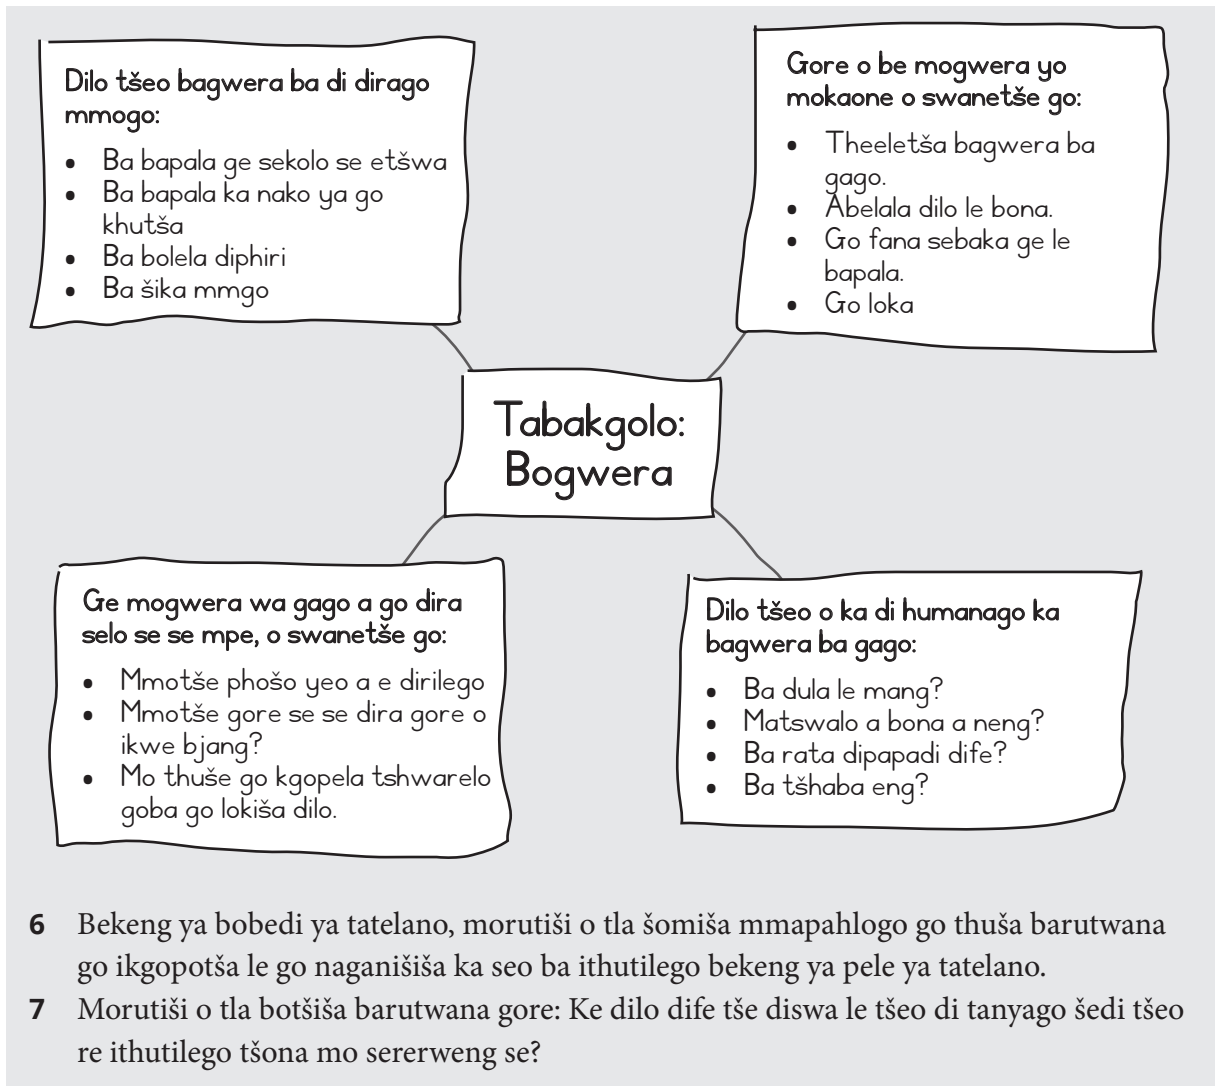 Dilo tšeo bagwera ba di dirago
mmogo:
• Ba bapala ge sekolo se etšwa
• Ba bapala ka nako ya go
khutša
• Ba bolela diphiri
• Ba šika mmgo
Gore o be mogwera yo
mokaone o swanetše go:
• Theeletša bagwera ba
gago.
• Abelala dilo le bona.
• Go fana sebaka ge le
bapala.
• Go loka
Tabakgolo:
Bogwera
Ge mogwera wa gago a go dira
selo se se mpe, o swanetše go:
• Mmotše phošo yeo a e dirilego
• Mmotše gore se se dira gore o
ikwe bjang?
• Mo thuše go kgopela tshwarelo
goba go lokiša dilo.
Dilo tšeo o ka di humanago ka
bagwera ba gago:
• Ba dula le mang?
• Matswalo a bona a neng?
• Ba rata dipapadi dife?
• Ba tšhaba eng?
6 Bekeng ya bobedi ya tatelano, morutiši o tla šomiša mmapahlogo go thuša barutwana
go ikgopotša le go naganišiša ka seo ba ithutilego bekeng ya pele ya tatelano.
7 Morutiši o tla botšiša barutwana gore: Ke dilo dife tše diswa le tšeo di tanyago šedi tšeo
re ithutilego tšona mo sererweng se?